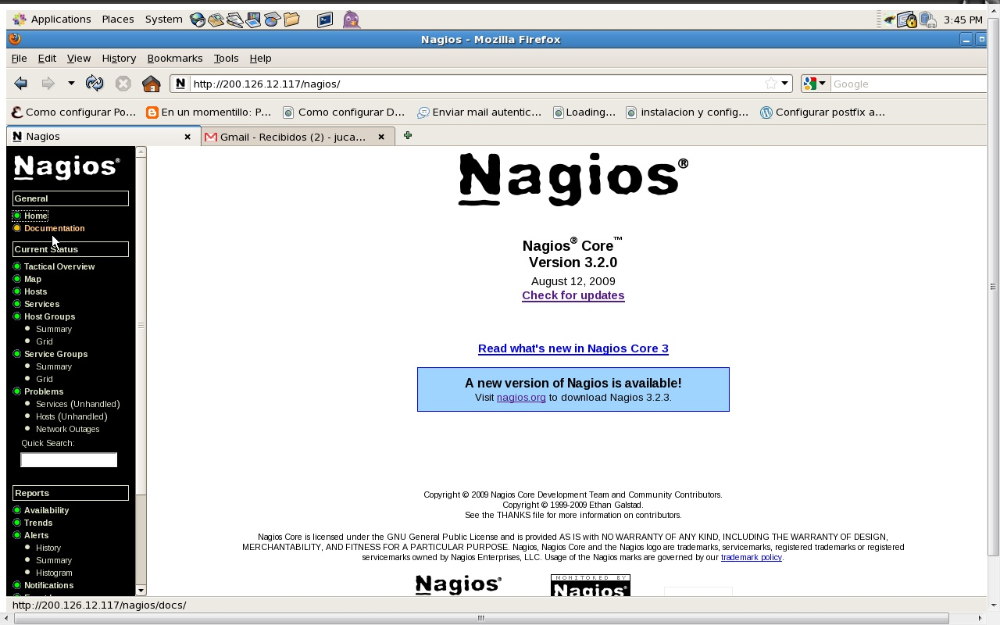 Applications Places System 3:45 PM
Nagios - Mozilla Firefox
File Edit View History Bookmarks Tools Help
N http://200.126.12.117/nagios/ Google
Como configurar Po... En un momentillo: P... Como configurar D... Enviar mail autentic... Loading... instalacion y config... Configurar postfix a...
N Nagios Gmail - Recibidos (2) - juca...
Nagios®
General
Home
Documentation
Current Status
Tactical Overview
Map
Hosts
Services
Host Groups
Summary
Grid
Service Groups
Summary
Grid
Problems
Services (Unhandled)
Hosts (Unhandled)
Network Outages
Quick Search:
Reports
Availability
Trends
Alerts
History
Summary
Histogram
Notifications
Nagios®
Nagios® Core™
Version 3.2.0
August 12, 2009
Check for updates
Read what's new in Nagios Core 3
A new version of Nagios is available!
Visit nagios.org to download Nagios 3.2.3.
Copyright © 2009 Nagios Core Development Team and Community Contributors.
Copyright © 1999-2009 Ethan Galstad.
See the THANKS file for more information on contributors.
Nagios Core is licensed under the GNU General Public License and is provided AS IS with NO WARRANTY OF ANY KIND, INCLUDING THE WARRANTY OF DESIGN,
MERCHANTABILITY, AND FITNESS FOR A PARTICULAR PURPOSE. Nagios, Nagios Core and the Nagios logo are trademarks, servicemarks, registered trademarks or registered
servicemarks owned by Nagios Enterprises, LLC. Usage of the Nagios marks are governed by our trademark policy.
Nagios MONITORED BY
Nagios
http://200.126.12.117/nagios/docs/